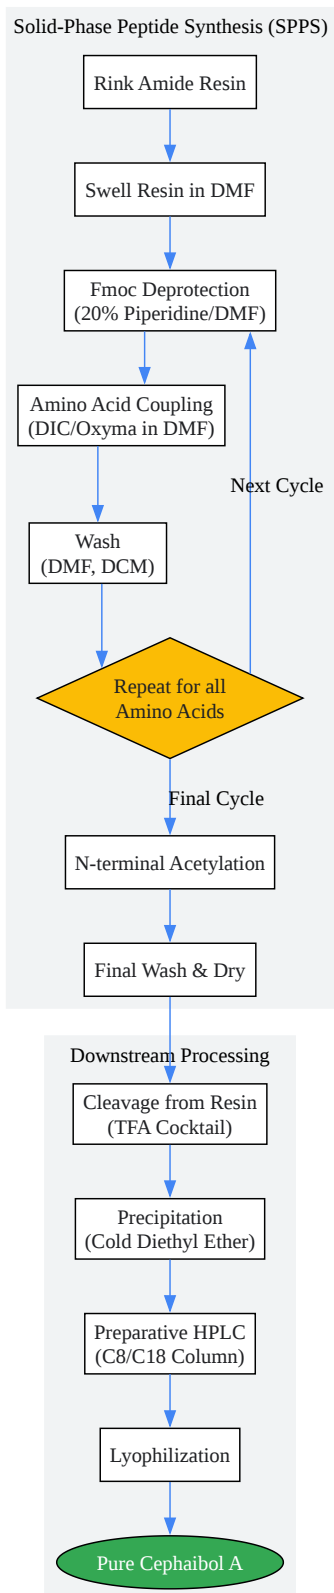 Solid-Phase Peptide Synthesis (SPPS)
Rink Amide Resin
Swell Resin in DMF
Fmoc Deprotection
(20% Piperidine/DMF)
Amino Acid Coupling
(DIC/Oxyma in DMF)
Next Cycle
Wash
(DMF, DCM)
Repeat for all
Amino Acids
Final Cycle
N-terminal Acetylation
Final Wash & Dry
Downstream Processing
Cleavage from Resin
(TFA Cocktail)
Precipitation
(Cold Diethyl Ether)
Preparative HPLC
(C8/C18 Column)
Lyophilization
Pure Cephaibol A